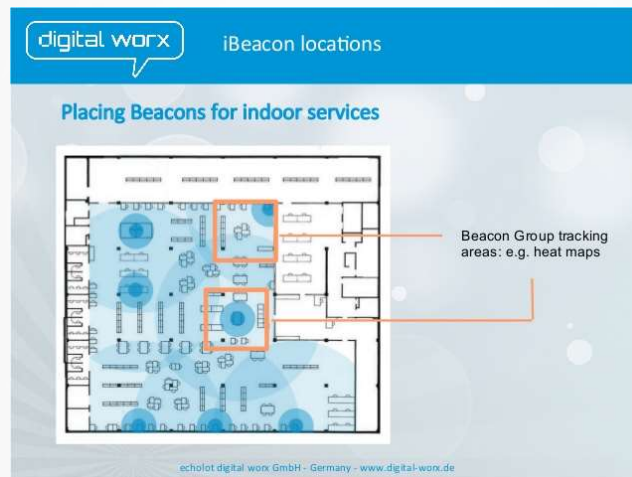 digital worx
iBeacon locations
Placing Beacons for indoor services
Beacon Group tracking
areas: e.g. heat maps
echolot digital worx GmbH - Germany - www.digital-worx.de